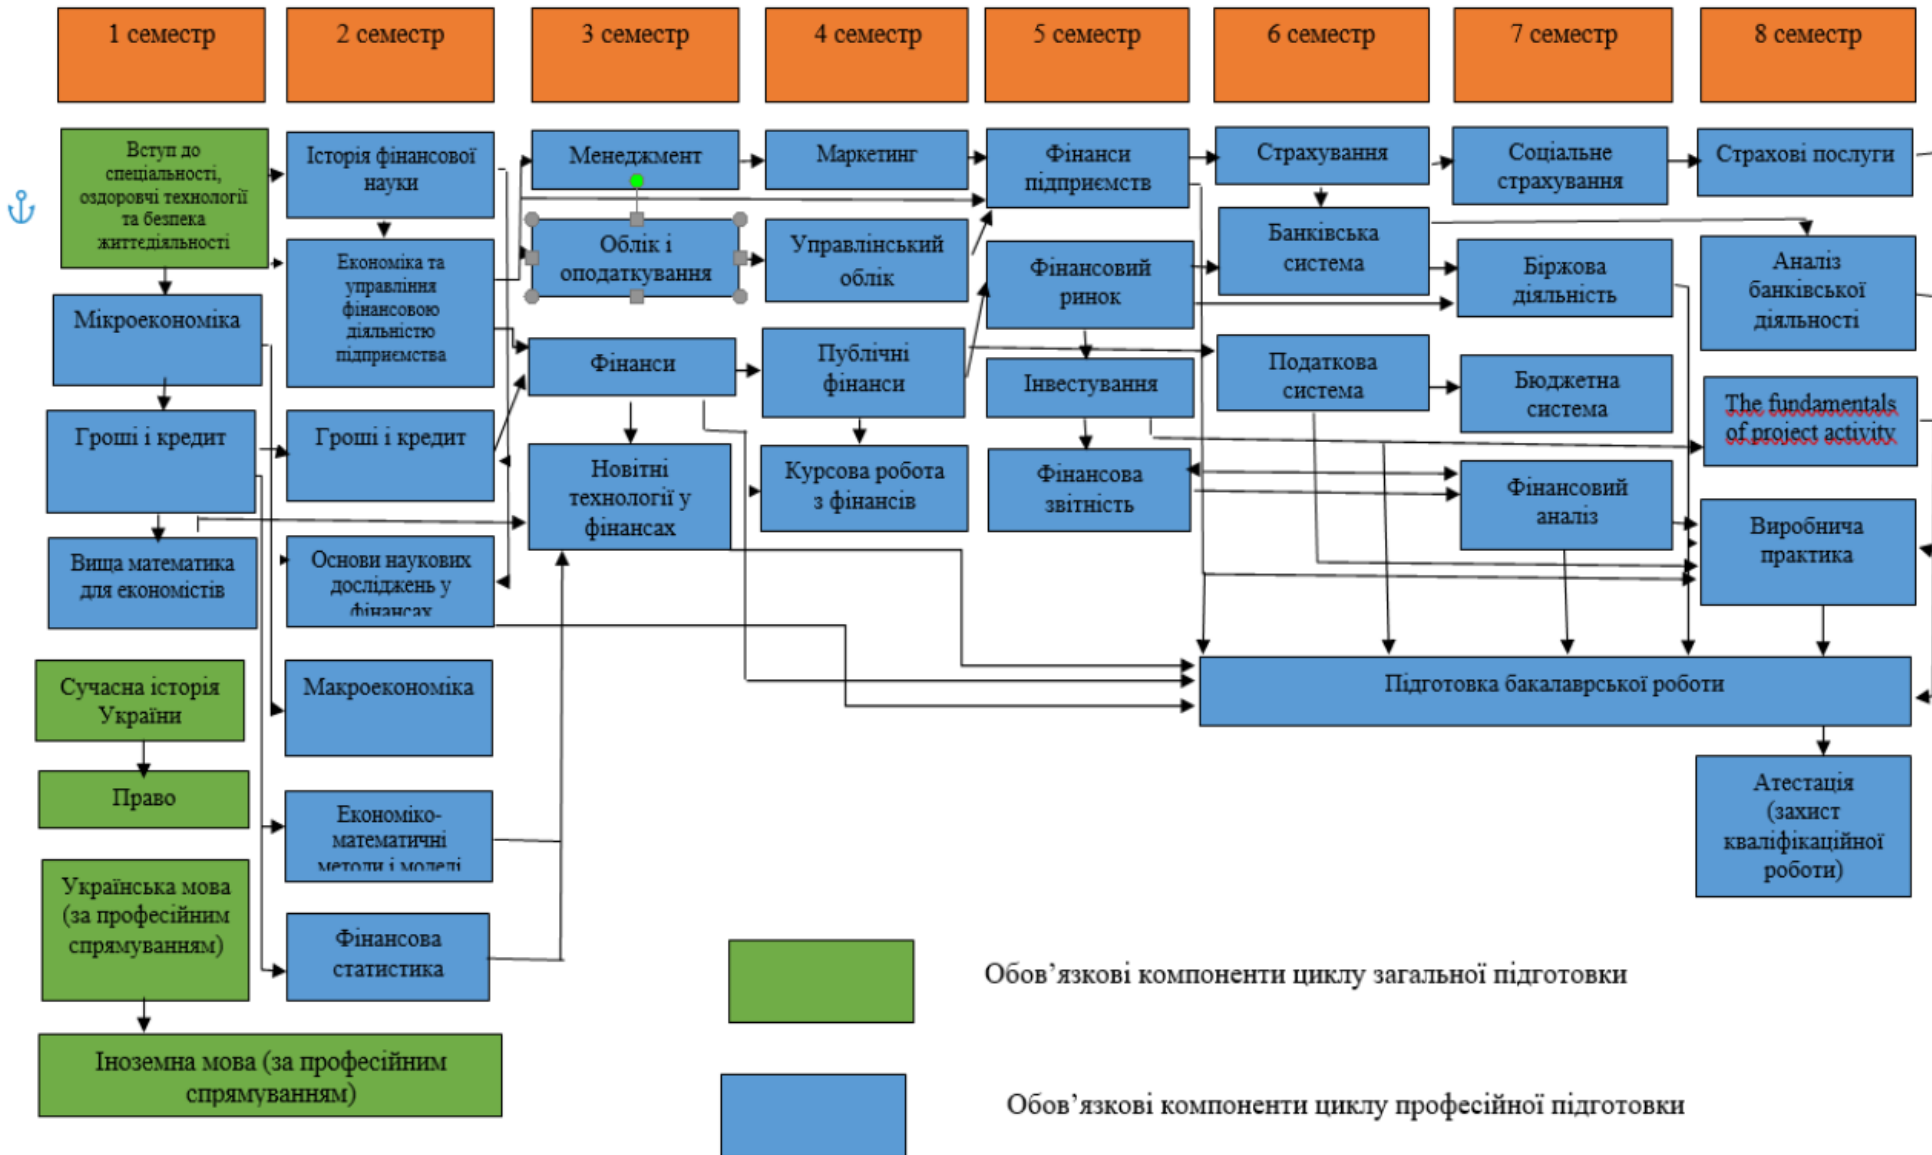 1 семестр
2 семестр
3 семестр
4 семестр
5 семестр
6 семестр
7 семестр
8 семестр
Вступ до
спеціальності,
оздоровчі технології
та безпека
життєдіяльності
Мікроекономіка
Гроші і кредит
Вища математика
для економістів
Сучасна історія
України
Право
Українська мова
(за професійним
спрямуванням)
Іноземна мова (за професійним
спрямуванням)
Історія фінансової
науки
Економіка та
управління
фінансовою
діяльністю
підприємства
Гроші і кредит
Основи наукових
досліджень у
фінансах
Макроекономіка
Економіко-
математичні
методи і моделі
Фінансова
статистика
Менеджмент
Облік і
оподаткування
Фінанси
Новітні
технології у
фінансах
Маркетинг
Управлінський
облік
Публічні
фінанси
Курсова робота
з фінансів
Фінанси
підприємств
Фінансовий
ринок
Інвестування
Фінансова
звітність
Страхування
Банківська
система
Податкова
система
Соціальне
страхування
Біржова
діяльність
Бюджетна
система
Фінансовий
аналіз
Страхові послуги
Аналіз
банківської
діяльності
The fundamentals
of project activity
Виробнича
практика
Підготовка бакалаврської роботи
Атестація
(захист
кваліфікаційної
роботи)
Обов’язкові компоненти циклу загальної підготовки
Обов’язкові компоненти циклу професійної підготовки